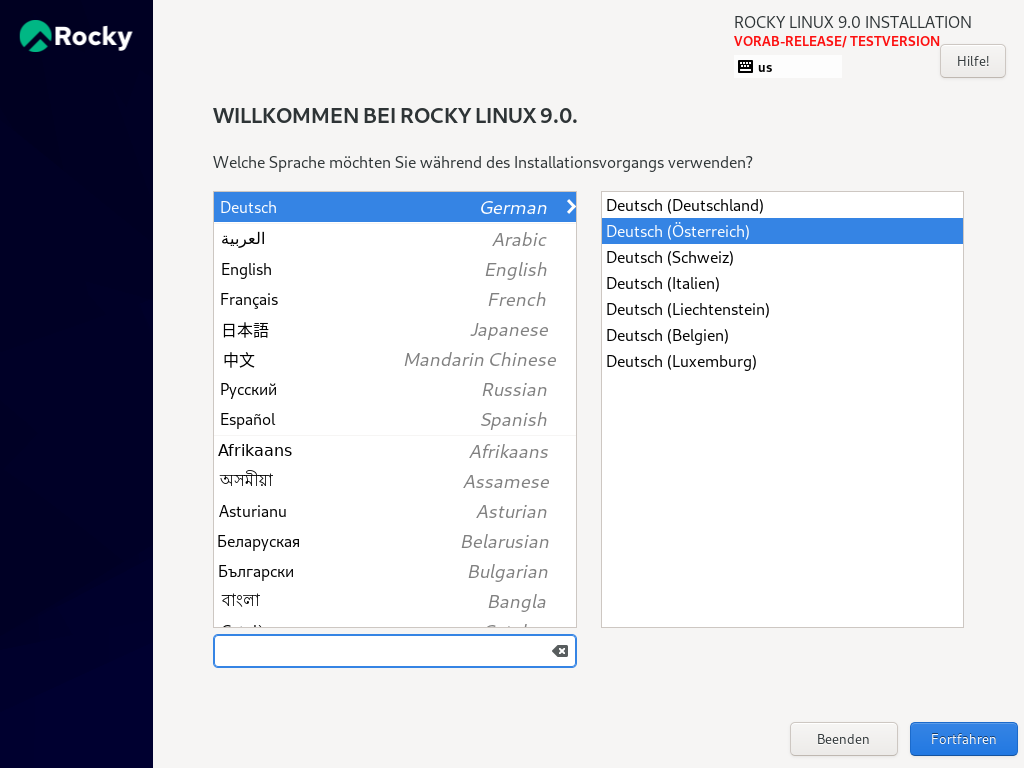 Rocky
ROCKY LINUX 9.0 INSTALLATION
VORAB-RELEASE/ TESTVERSION
us
Hilfe!
WILLKOMMEN BEI ROCKY LINUX 9.0.
Welche Sprache möchten Sie während des Installationsvorgangs verwenden?
Deutsch German
العربية Arabic
English English
Français French
日本語 Japanese
中文 Mandarin Chinese
Русский Russian
Español Spanish
Afrikaans Afrikaans
অসমীয়া Assamese
Asturianu Asturian
Беларуская Belarusian
Български Bulgarian
বাংলা Bangla
Deutsch (Deutschland)
Deutsch (Österreich)
Deutsch (Schweiz)
Deutsch (Italien)
Deutsch (Liechtenstein)
Deutsch (Belgien)
Deutsch (Luxemburg)
Beenden
Fortfahren